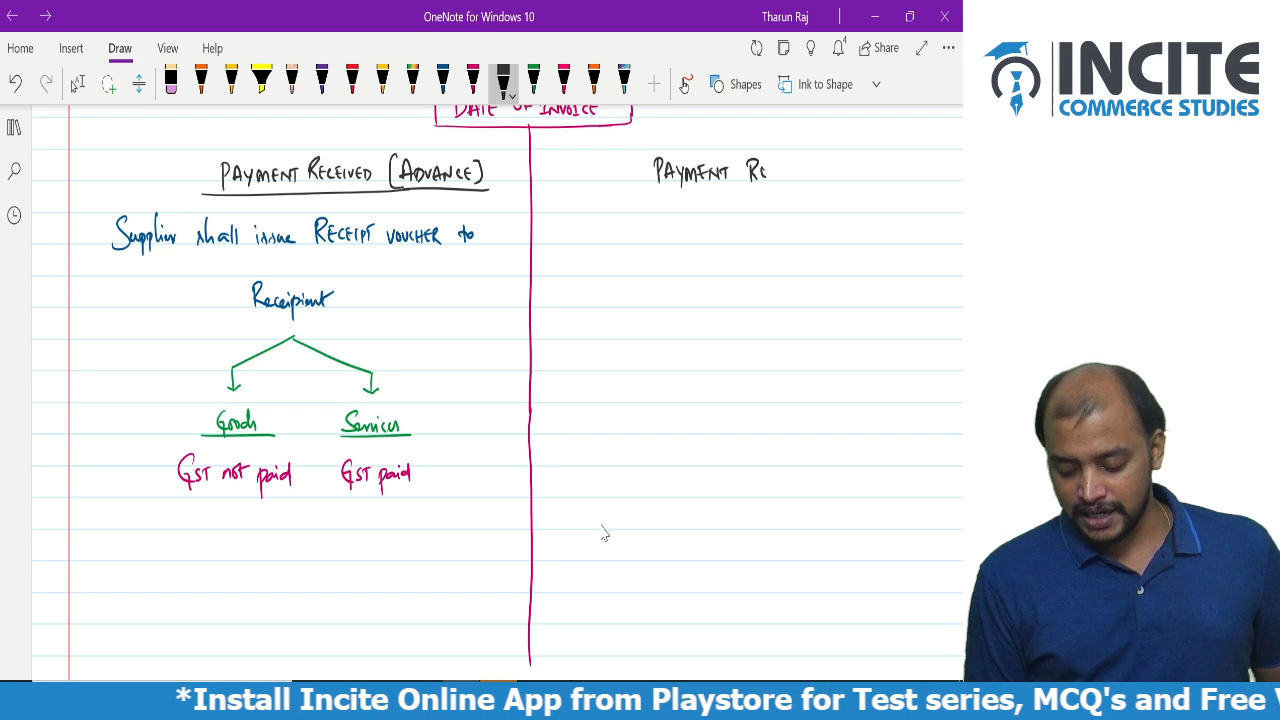 OneNote for Windows 10
Tharun Raj
Home Insert Draw View Help
4
Share
Shapes
Ink to Shape
INCITE
COMMERCE STUDIES
DATE OF INVOICE
PAYMENT RECEIVED (ADVANCE)
PAYMENT RE
Supplier shall issue RECEIPT VOUCHER to
Receipient
Goods Services
GST not paid GST paid
*Install Incite Online App from Playstore for Test series, MCQ's and Free V